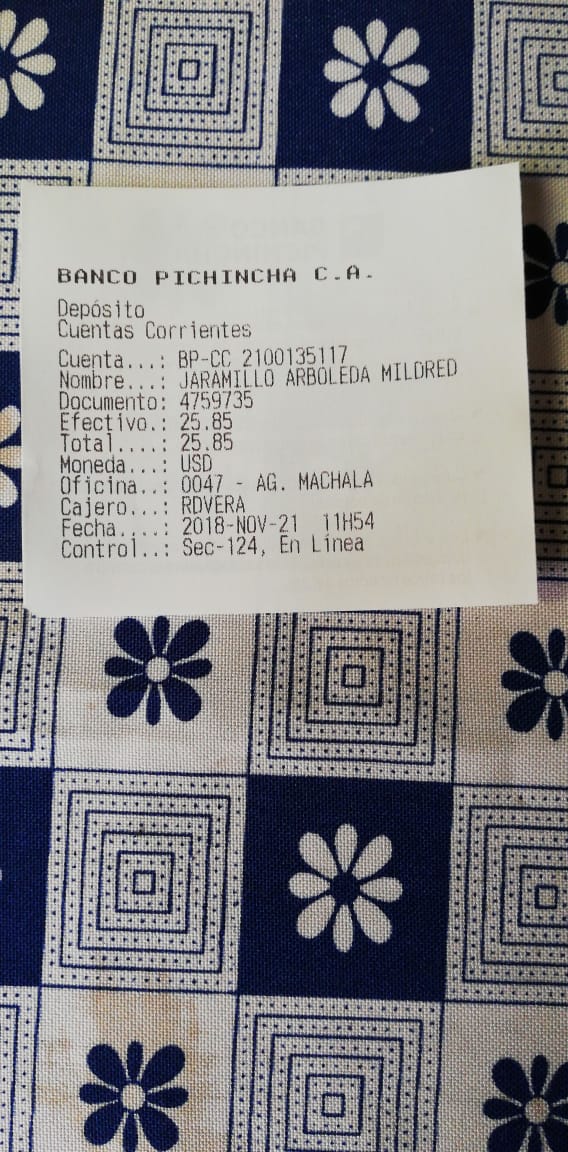 BANCO PICHINCHA C.A.
Depósito
Cuentas Corrientes
Cuenta...: BP-CC 2100135117
Nombre...: JARAMILLO ARBOLEDA MILDRED
Documento: 4759735
Efectivo.: 25.85
Total....: 25.85
Moneda...: USD
Oficina..: 0047 - AG. MACHALA
Cajero...: RDVERA
Fecha....: 2018-NOV-21 11H54
Control..: Sec-124, En Línea